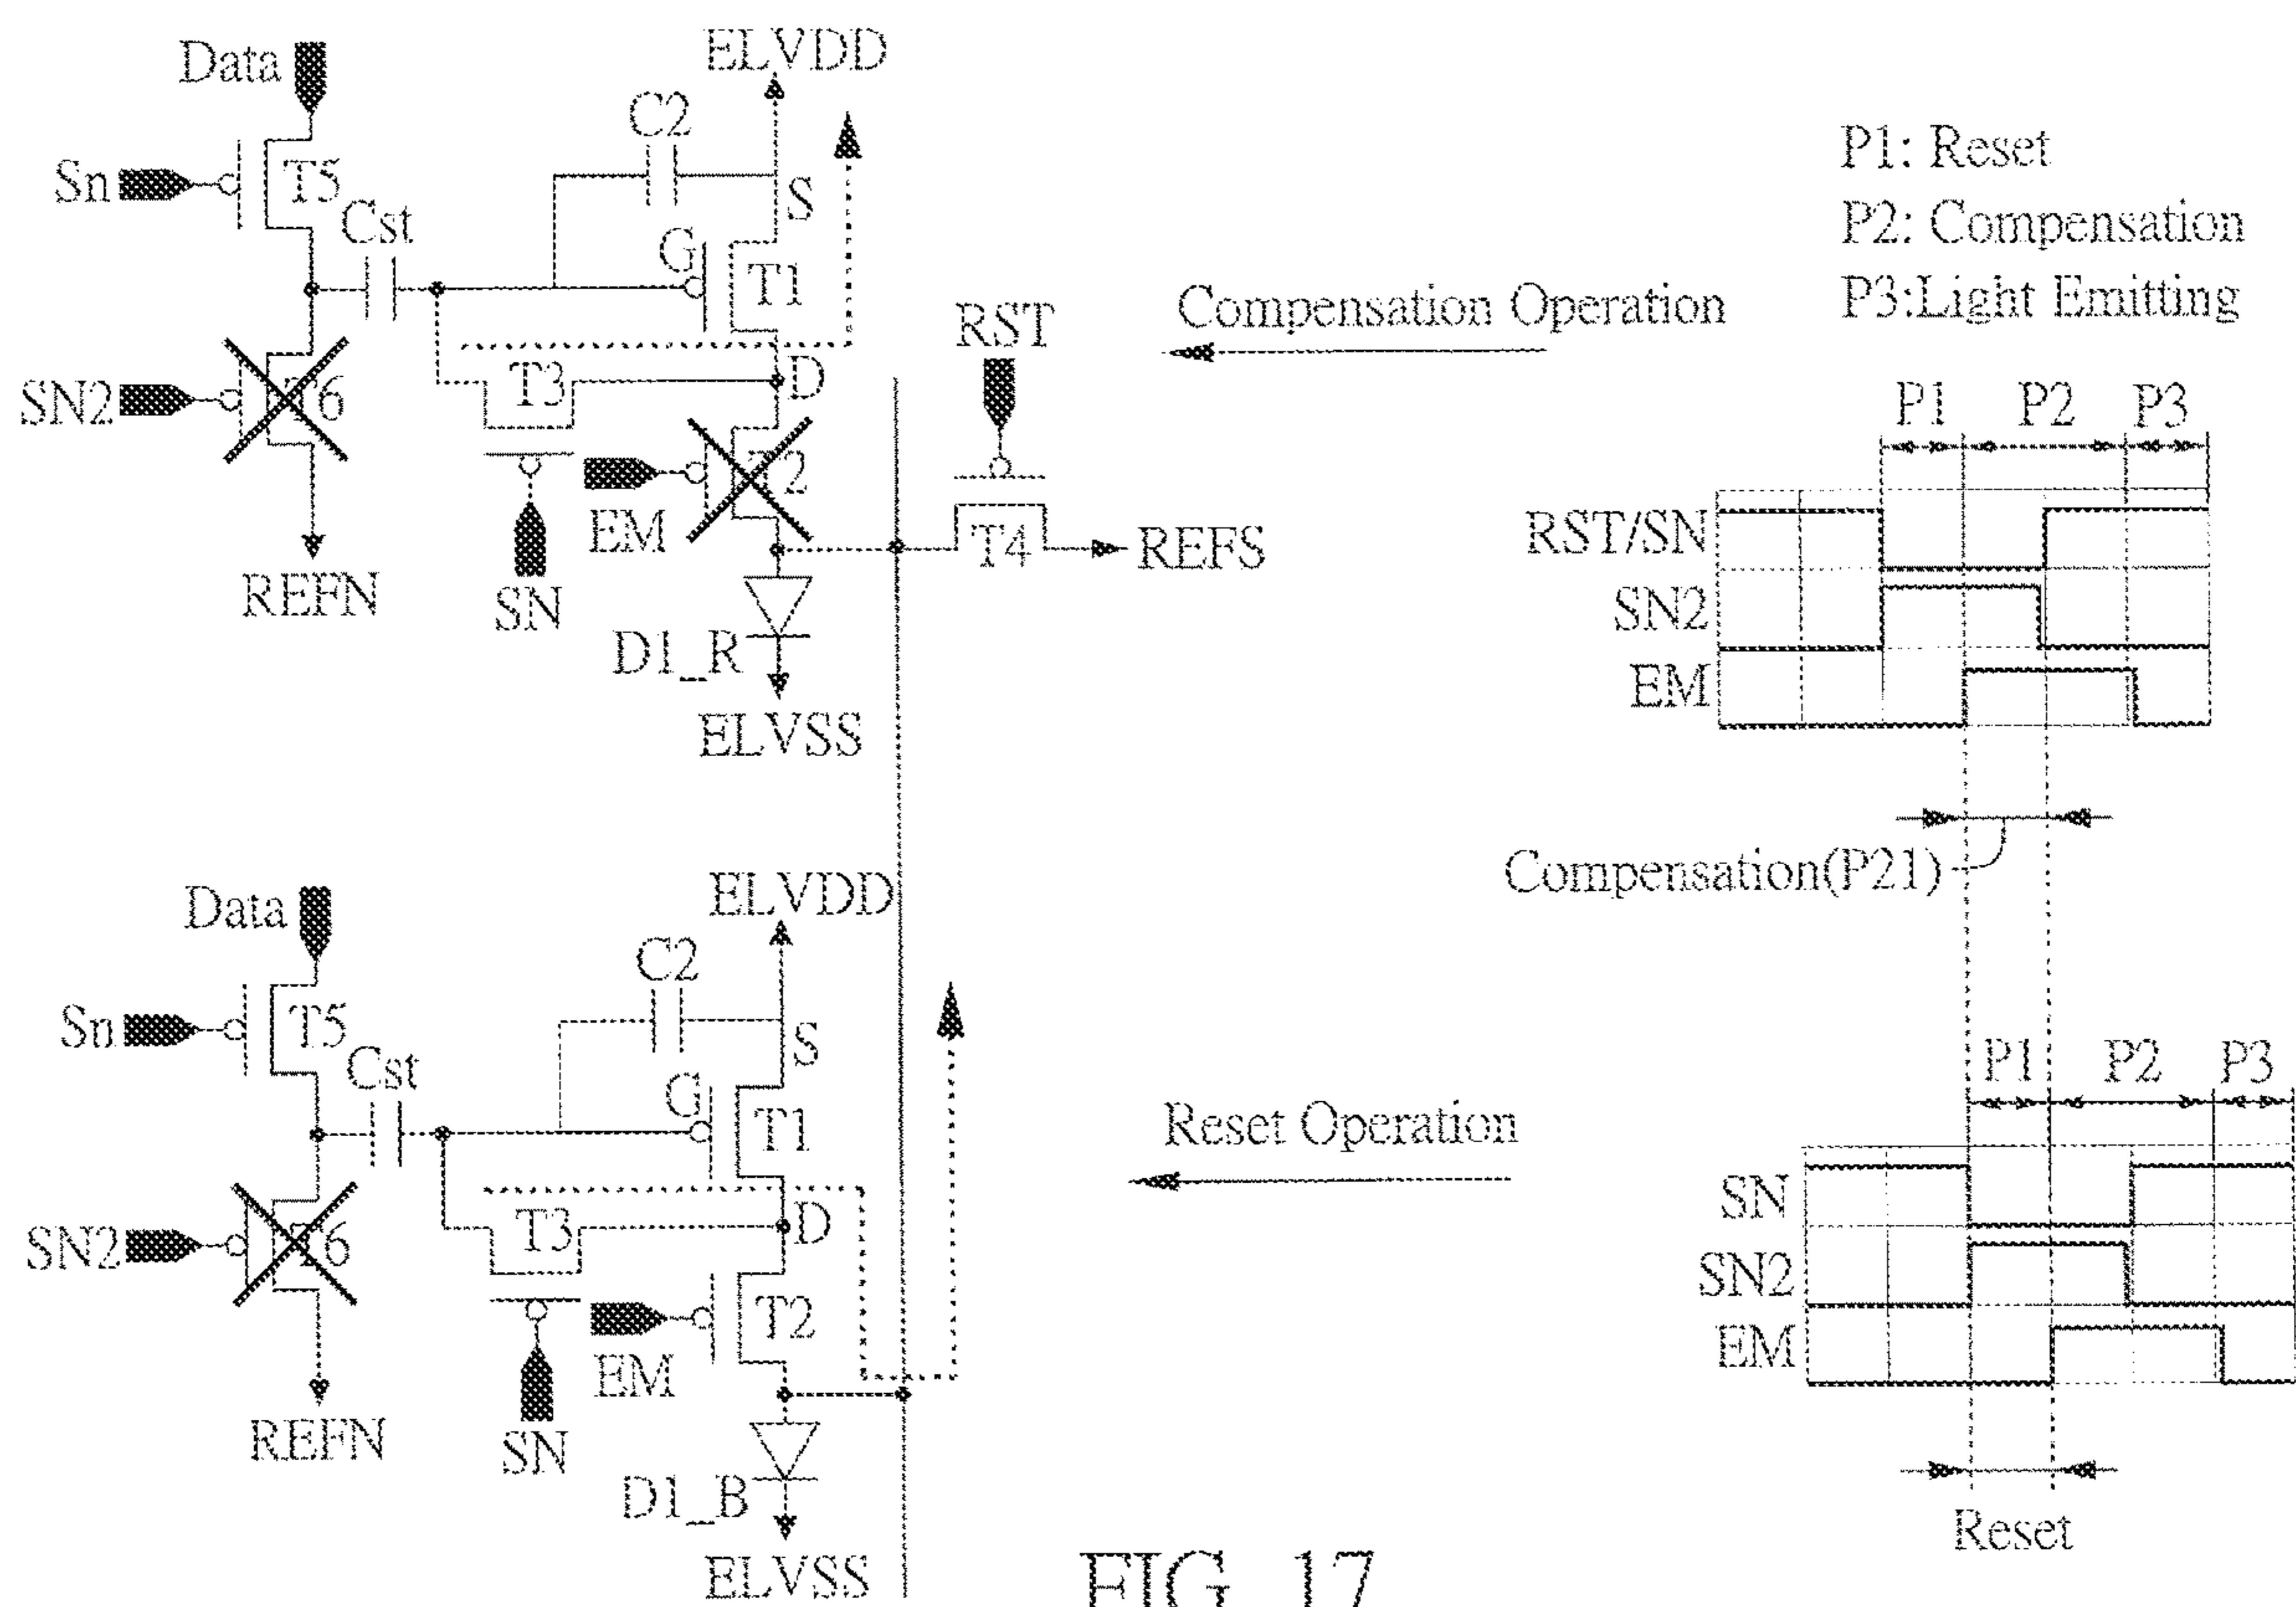 Data
ELVDD
C2
Sn
T5
S
Cst
G
T1
RST
SN2
T6
T3
D
EM
T2
T4
REFS
REFN
SN
D1_R
ELVSS
Compensation Operation
P1: Reset
P2: Compensation
P3:Light Emitting
P1
P2
P3
RST/SN
SN2
EM
Compensation(P21)
Data
ELVDD
C2
Sn
T5
S
Cst
G
T1
SN2
T3
D
EM
T2
REFN
SN
D1_B
ELVSS
Reset Operation
P1
P2
P3
SN
SN2
EM
Reset
FIG. 17